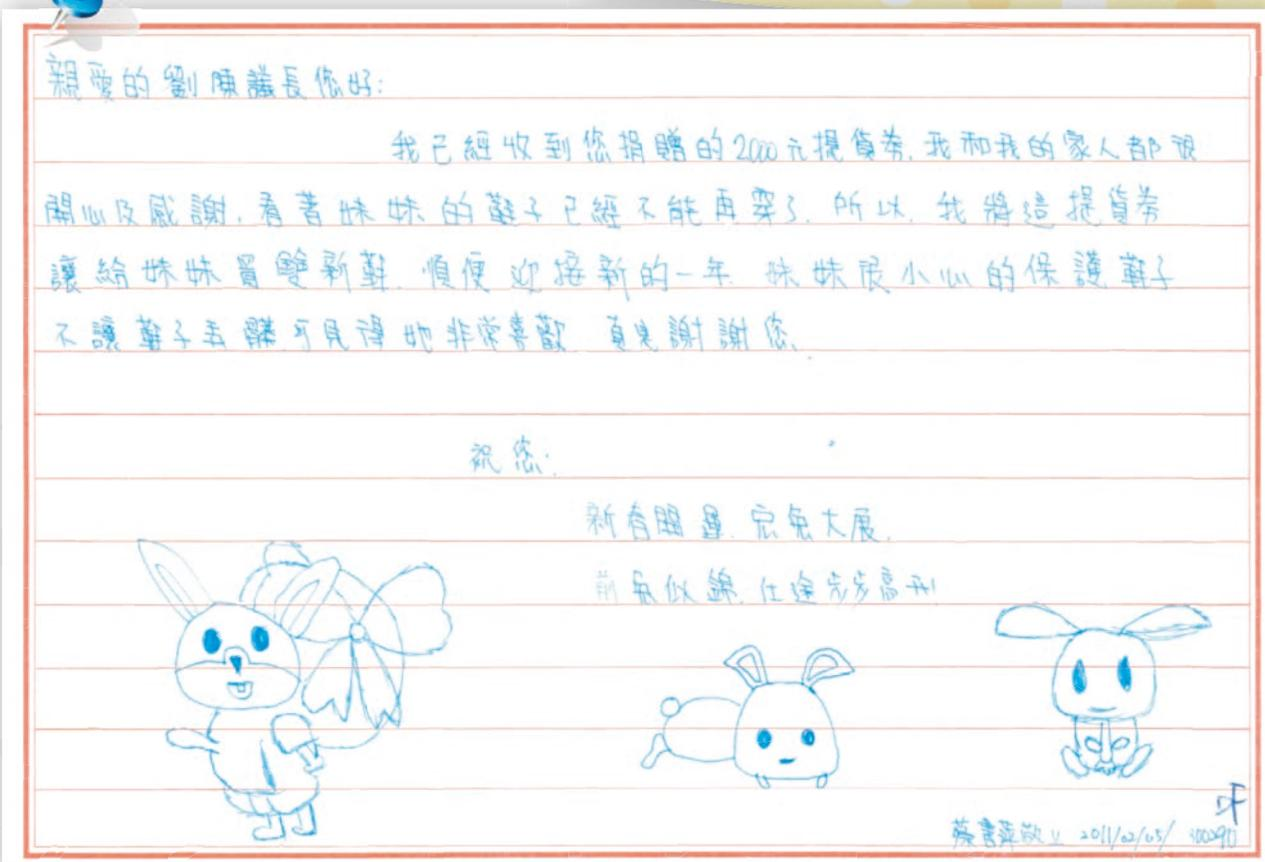 親愛的劉陳議長您好:
我已經收到您捐贈的2000元提貨券.我和我的家人都很
開心及感謝.看著妹妹的鞋子已經不能再穿了.所以.我將這提貨券
讓給妹妹買雙新鞋.順便迎接新的一年.妹妹很小心的保護鞋子
不讓鞋子弄髒可見得她非常喜歡 真是謝謝您.
祝您:
新春開運.宏兔大展.
前兔似錦.仕途步步高升
蔡書萍敬上 2011/02/05/